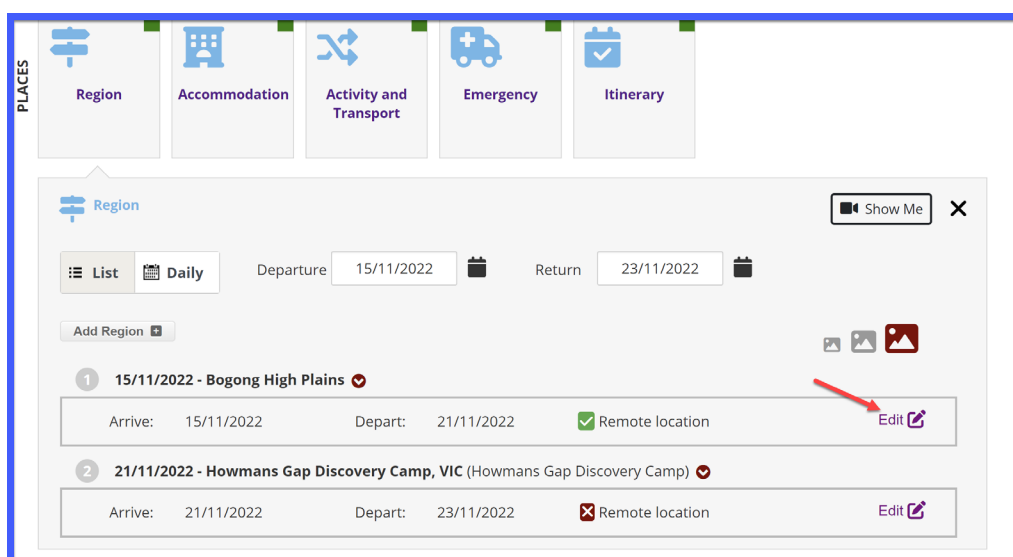 PLACES
Region
Accommodation
Activity and
Transport
Emergency
Itinerary
Region
Show Me
List Daily Departure 15/11/2022 Return 23/11/2022
Add Region
1 15/11/2022 - Bogong High Plains
Arrive: 15/11/2022 Depart: 21/11/2022 Remote location Edit
2 21/11/2022 - Howmans Gap Discovery Camp, VIC (Howmans Gap Discovery Camp)
Arrive: 21/11/2022 Depart: 23/11/2022 Remote location Edit